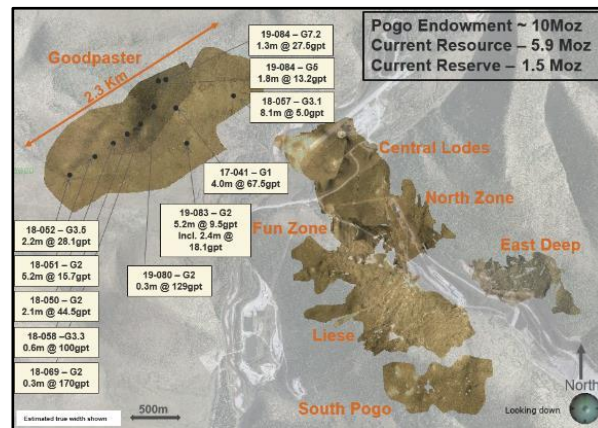 Pogo Endowment ~ 10Moz
Current Resource – 5.9 Moz
Current Reserve – 1.5 Moz
Goodpaster
2.3 Km
19-084 – G7.2
1.3m @ 27.5gpt
19-084 – G5
1.8m @ 13.2gpt
18-057 – G3.1
8.1m @ 5.0gpt
17-041 – G1
4.0m @ 67.5gpt
19-083 – G2
5.2m @ 9.5gpt
Incl. 2.4m @
18.1gpt
19-080 – G2
0.3m @ 129gpt
18-052 – G3.5
2.2m @ 28.1gpt
18-051 – G2
5.2m @ 15.7gpt
18-050 – G2
2.1m @ 44.5gpt
18-058 –G3.3
0.6m @ 100gpt
18-069 – G2
0.3m @ 170gpt
Central Lodes
North Zone
Fun Zone
East Deep
Liese
South Pogo
Estimated true width shown
500m
North
Looking down